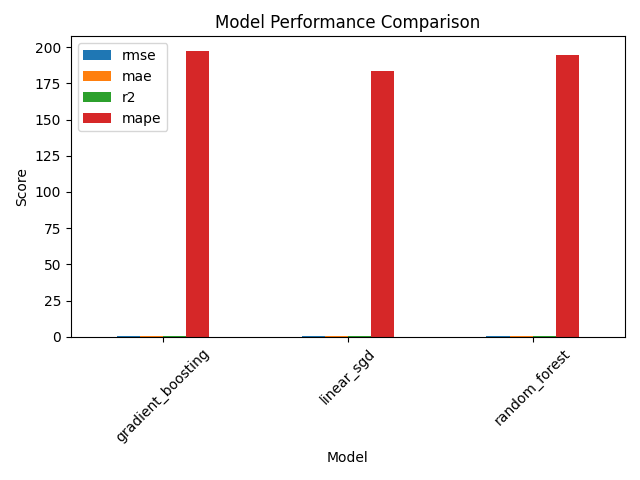 Model Performance Comparison
rmse
mae
r2
mape
Score
200
175
150
125
100
75
50
25
0
gradient_boosting
linear_sgd
random_forest
Model